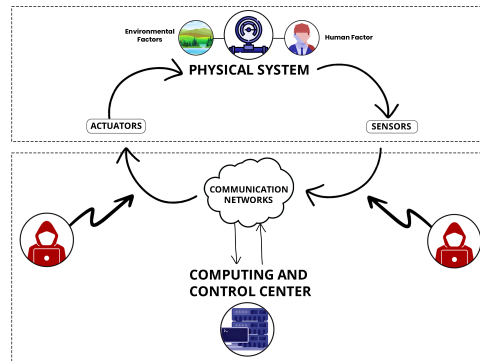 Environmental
Factors
Human Factor
PHYSICAL SYSTEM
ACTUATORS
SENSORS
COMMUNICATION
NETWORKS
COMPUTING AND
CONTROL CENTER